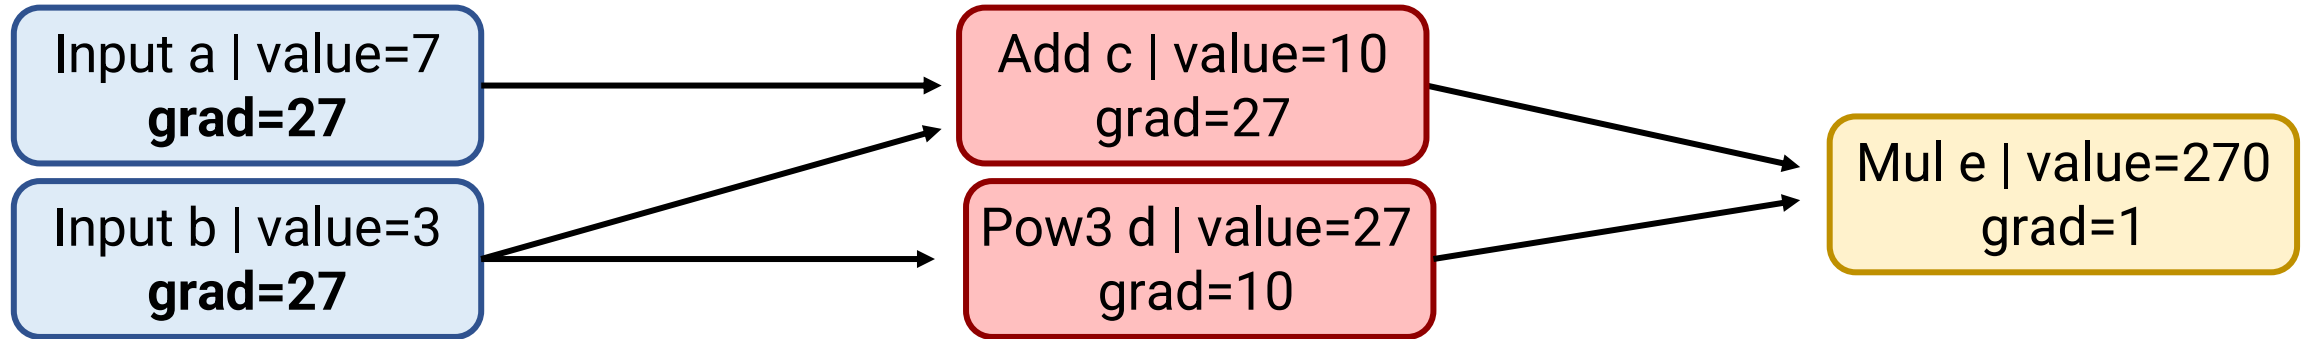 Input a | value=7
grad=27
Input b | value=3
grad=27
Add c | value=10
grad=27
Pow3 d | value=27
grad=10
Mul e | value=270
grad=1